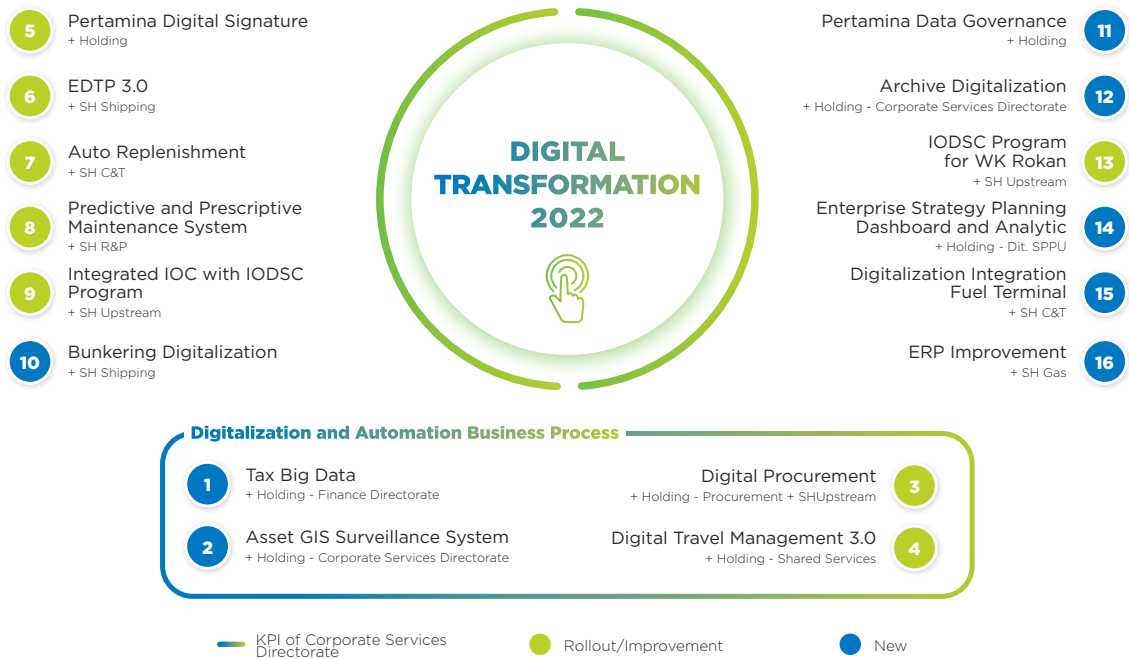 5
Pertamina Digital Signature
+ Holding
6
EDTP 3.0
+ SH Shipping
7
Auto Replenishment
+ SH C&T
8
Predictive and Prescriptive
Maintenance System
+ SH R&P
9
Integrated IOC with IODSC
Program
+ SH Upstream
10
Bunkering Digitalization
+ SH Shipping
DIGITAL
TRANSFORMATION
2022
Pertamina Data Governance
+ Holding
11
Archive Digitalization
+ Holding - Corporate Services Directorate
12
IODSC Program
for WK Rokan
+ SH Upstream
13
Enterprise Strategy Planning
Dashboard and Analytic
+ Holding - Dit. SPPU
14
Digitalization Integration
Fuel Terminal
+ SH C&T
15
ERP Improvement
+ SH Gas
16
Digitalization and Automation Business Process
1
Tax Big Data
+ Holding - Finance Directorate
2
Asset GIS Surveillance System
+ Holding - Corporate Services Directorate
Digital Procurement
+ Holding - Procurement + SHUpstream
3
Digital Travel Management 3.0
+ Holding - Shared Services
4
KPI of Corporate Services
Directorate
Rollout/Improvement
New